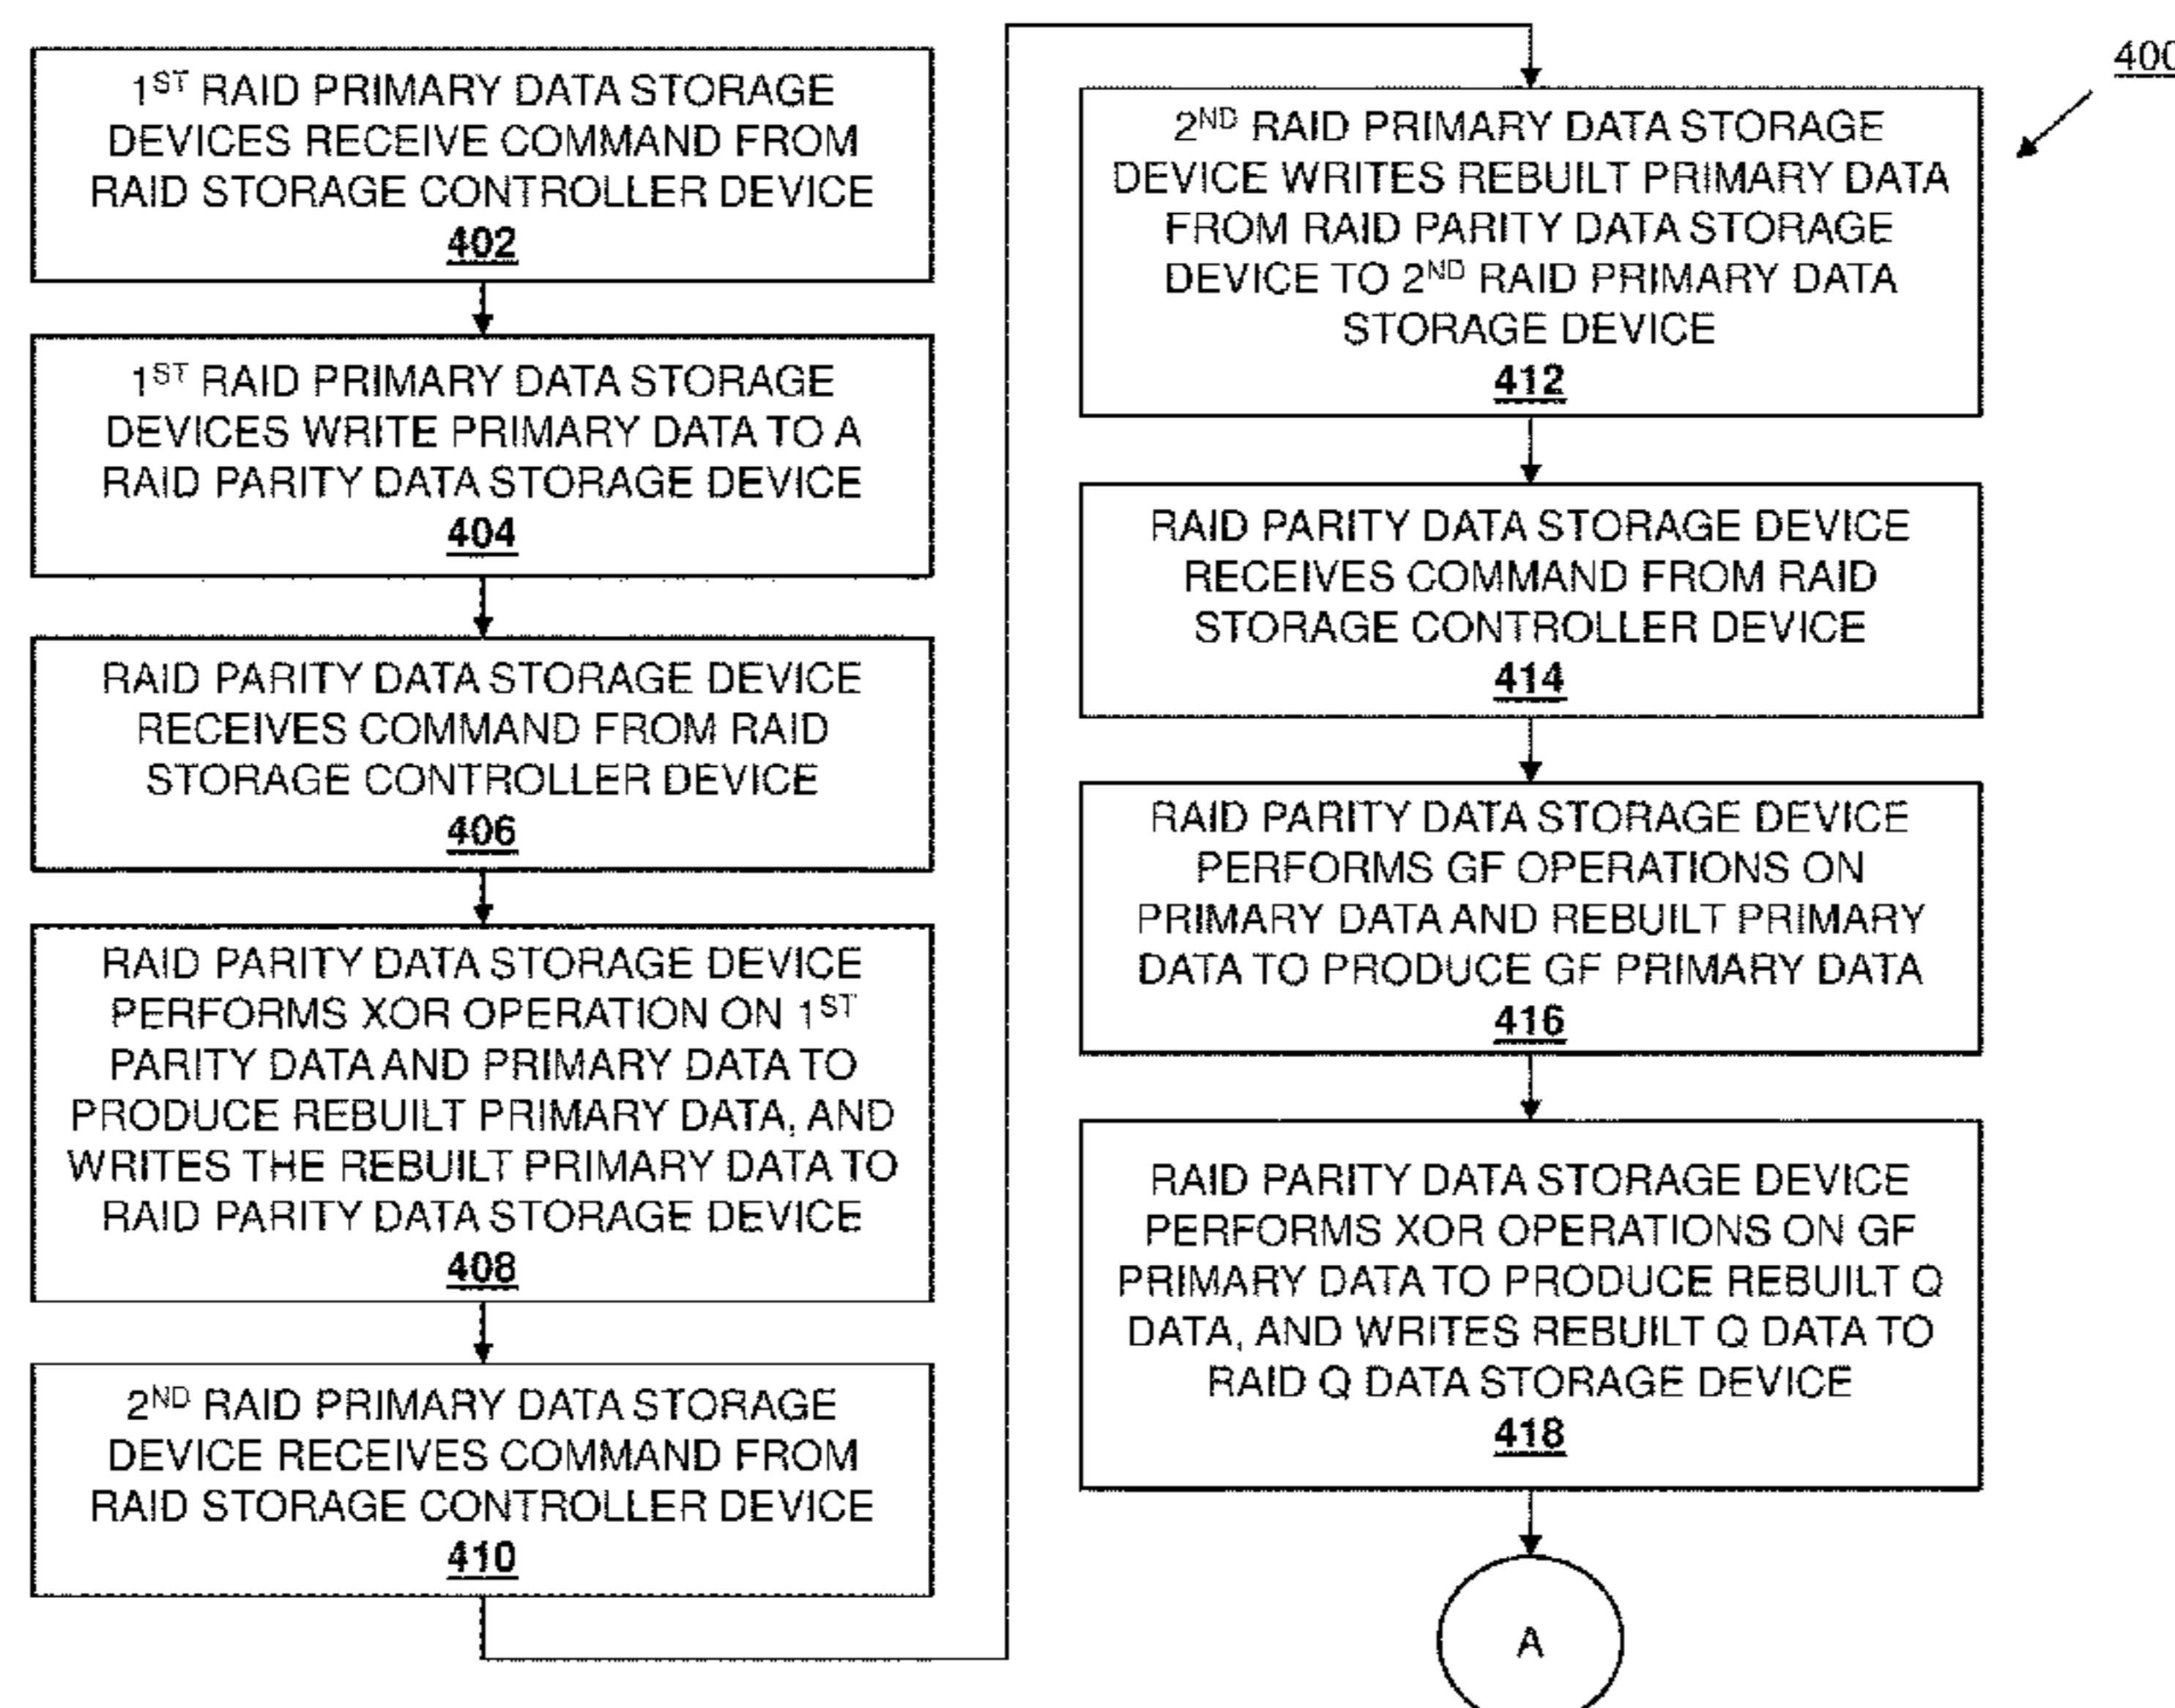 1ST RAID PRIMARY DATA STORAGE
DEVICES RECEIVE COMMAND FROM
RAID STORAGE CONTROLLER DEVICE
402
1ST RAID PRIMARY DATA STORAGE
DEVICES WRITE PRIMARY DATA TO A
RAID PARITY DATA STORAGE DEVICE
404
RAID PARITY DATA STORAGE DEVICE
RECEIVES COMMAND FROM RAID
STORAGE CONTROLLER DEVICE
406
RAID PARITY DATA STORAGE DEVICE
PERFORMS XOR OPERATION ON 1ST
PARITY DATA AND PRIMARY DATA TO
PRODUCE REBUILT PRIMARY DATA, AND
WRITES THE REBUILT PRIMARY DATA TO
RAID PARITY DATA STORAGE DEVICE
408
2ND RAID PRIMARY DATA STORAGE
DEVICE RECEIVES COMMAND FROM
RAID STORAGE CONTROLLER DEVICE
410
400
2ND RAID PRIMARY DATA STORAGE
DEVICE WRITES REBUILT PRIMARY DATA
FROM RAID PARITY DATA STORAGE
DEVICE TO 2ND RAID PRIMARY DATA
STORAGE DEVICE
412
RAID PARITY DATA STORAGE DEVICE
RECEIVES COMMAND FROM RAID
STORAGE CONTROLLER DEVICE
414
RAID PARITY DATA STORAGE DEVICE
PERFORMS GF OPERATIONS ON
PRIMARY DATA AND REBUILT PRIMARY
DATA TO PRODUCE GF PRIMARY DATA
416
RAID PARITY DATA STORAGE DEVICE
PERFORMS XOR OPERATIONS ON GF
PRIMARY DATA TO PRODUCE REBUILT Q
DATA, AND WRITES REBUILT Q DATA TO
RAID Q DATA STORAGE DEVICE
418
A